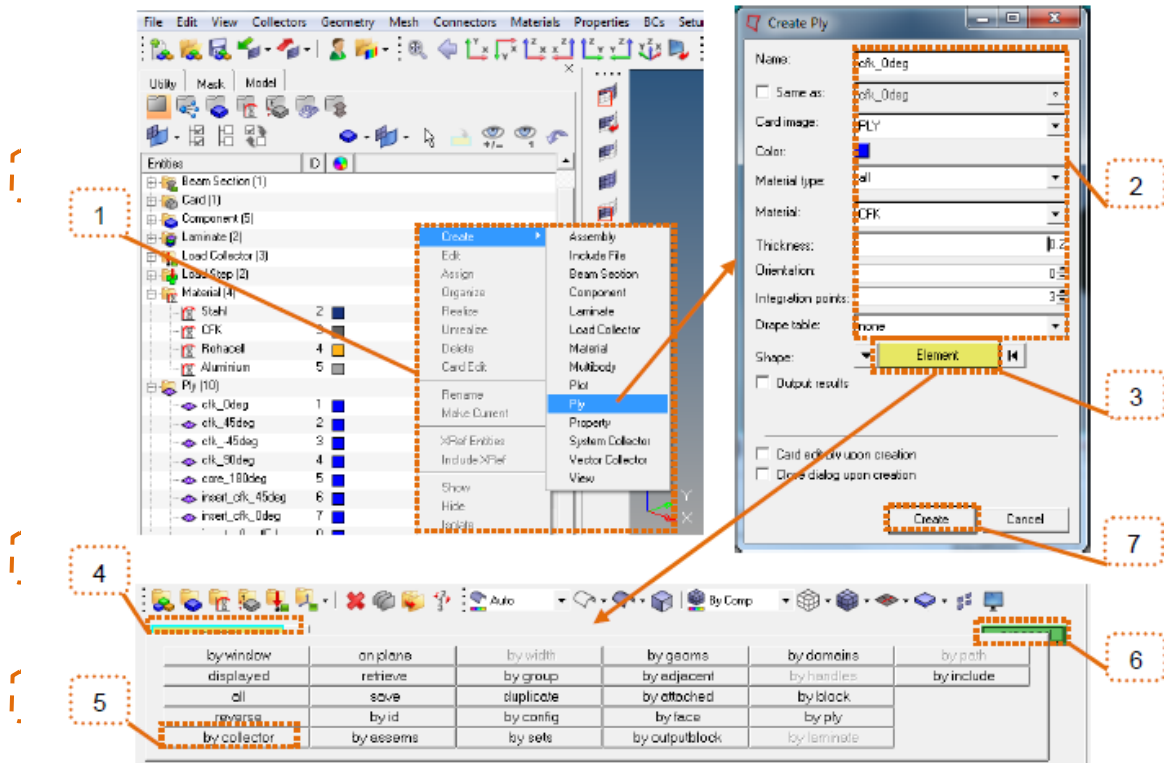 File Edit View Collectors Geometry Mesh Connectors Materials Properties BCs Setu
Utility Mask Model
Entities ID
Beam Section (1)
Card (1)
Component (5)
Laminate (2)
Load Collector (3)
Load Step (2)
Material (4)
Stahl 2
CFK 3
Rohacell 4
Aluminium 5
Ply (10)
cfk_0deg 1
cfk_45deg 2
cfk_-45deg 3
cfk_90deg 4
core_180deg 5
insert_cfk_45deg 6
insert_cfk_0deg 7
1
Create
Edit
Assign
Organize
Realize
Unrealize
Delete
Card Edit
Rename
Make Current
XRef Entities
Include XRef
Show
Hide
Isolate
Assembly
Include File
Beam Section
Component
Laminate
Load Collector
Material
Multibody
Plot
Ply
Property
System Collector
Vector Collector
View
Y
X
Create Ply
Name: cfk_0deg
Same as: cfk_0deg
Card image: PLY
Color:
Material type: all
Material: CFK
Thickness: 0.2
Orientation: 0
Integration points: 3
Drape table: none
Shape: Element
Output results
Card edit ply upon creation
Close dialog upon creation
Create Cancel
2
3
7
4
Auto By Comp
by window on plane by width by geoms by domains by path
displayed retrieve by group by adjacent by handles by include
all save duplicate by attached by block
reverse by id by config by face by ply
by collector by assems by sets by outputblock by laminate
5
6